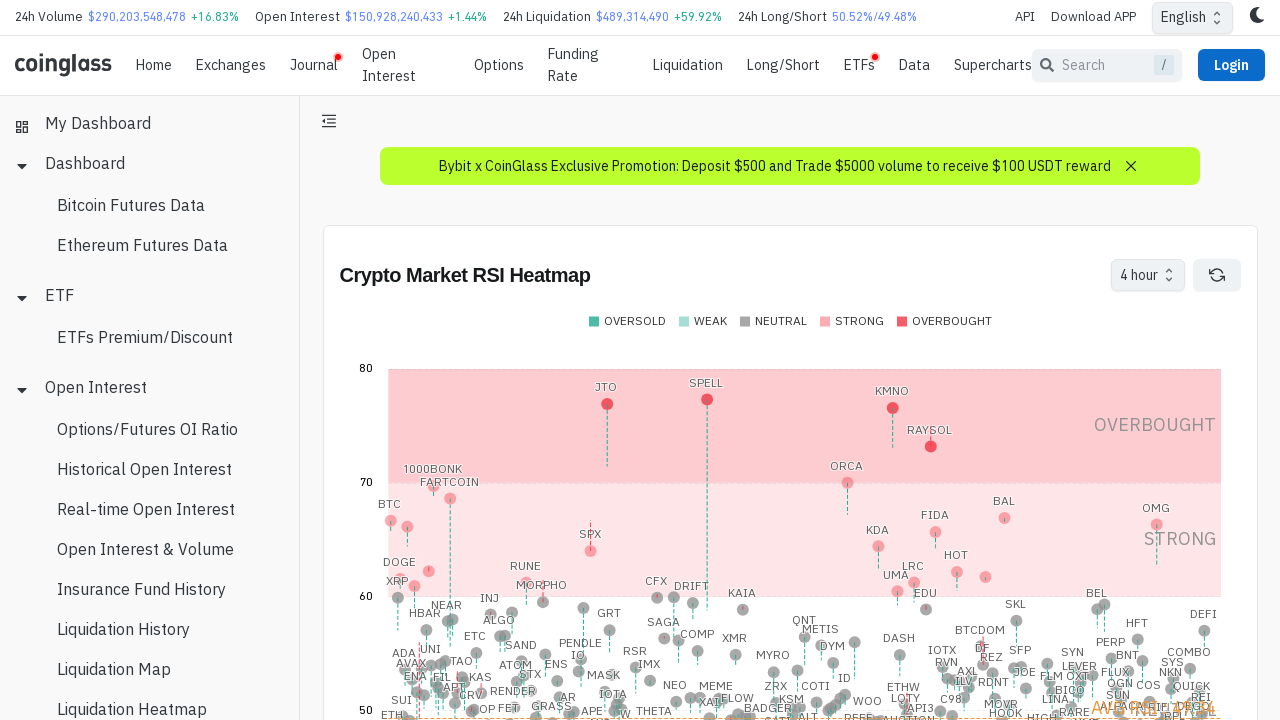 24h Volume $290,203,548,478 +16.83% Open Interest $150,928,240,433 +1.44% 24h Liquidation $489,314,490 +59.92% 24h Long/Short 50.52%/49.48% API Download APP English
coinglass Home Exchanges Journal Open Interest Options Funding Rate Liquidation Long/Short ETFs Data Supercharts Search / Login
My Dashboard
Dashboard
Bitcoin Futures Data
Ethereum Futures Data
ETF
ETFs Premium/Discount
Open Interest
Options/Futures OI Ratio
Historical Open Interest
Real-time Open Interest
Open Interest & Volume
Insurance Fund History
Liquidation History
Liquidation Map
Liquidation Heatmap
Bybit x CoinGlass Exclusive Promotion: Deposit $500 and Trade $5000 volume to receive $100 USDT reward
Crypto Market RSI Heatmap 4 hour
OVERSOLD WEAK NEUTRAL STRONG OVERBOUGHT
80
JTO SPELL KMNO
RAYSOL OVERBOUGHT
1000BONK ORCA
70 FARTCOIN
BTC BAL OMG
FIDA
SPX KDA STRONG
DOGE RUNE HOT
XRP MORPHO CFX DRIFT UMA LRC
60 INJ KAIA EDU BEL
HBAR NEAR GRT SKL DEFI
ALGO SAGA QNT HFT
ETC COMP METIS BTCDOM
SAND PENDLE XMR DYM DASH PERP
ADA UNI RSR MYRO IOTX DF SFP SYN COMBO
AVAX TAO ATOM ENS IO IMX RVN REZ LEVER BNT SYS
ENA FIL KAS STX MASK ID AXL JOE FLM OXT FLUX NKN
APT RENDER NEO MEME ZRX COTI ETHW ILV RDNT BICO OGN COS QUICK
SUI CRV AR IOTA FLOW KSM WOO LQTY C98 MOVR LINA SUN REI
50 ETH OP FET GRASS APE W THETA XAI BADGER API3 HOOK RARE